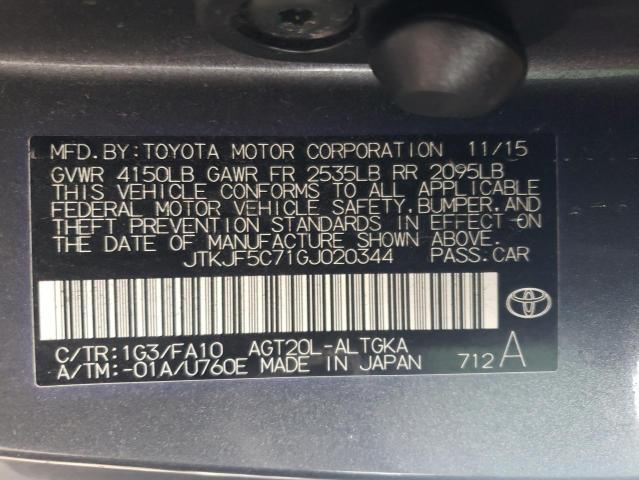 MFD. BY: TOYOTA MOTOR CORPORATION 11/15
GVWR 4150LB GAWR FR 2535LB RR 2095LB
THIS VEHICLE CONFORMS TO ALL APPLICABLE
FEDERAL MOTOR VEHICLE SAFETY, BUMPER, AND
THEFT PREVENTION STANDARDS IN EFFECT ON
THE DATE OF MANUFACTURE SHOWN ABOVE.
JTKJF5C71GJ020344 PASS. CAR
C/TR: 1G3/FA10 AGT20L-ALTGKA
A/TM: -01A/U760E MADE IN JAPAN 712 A